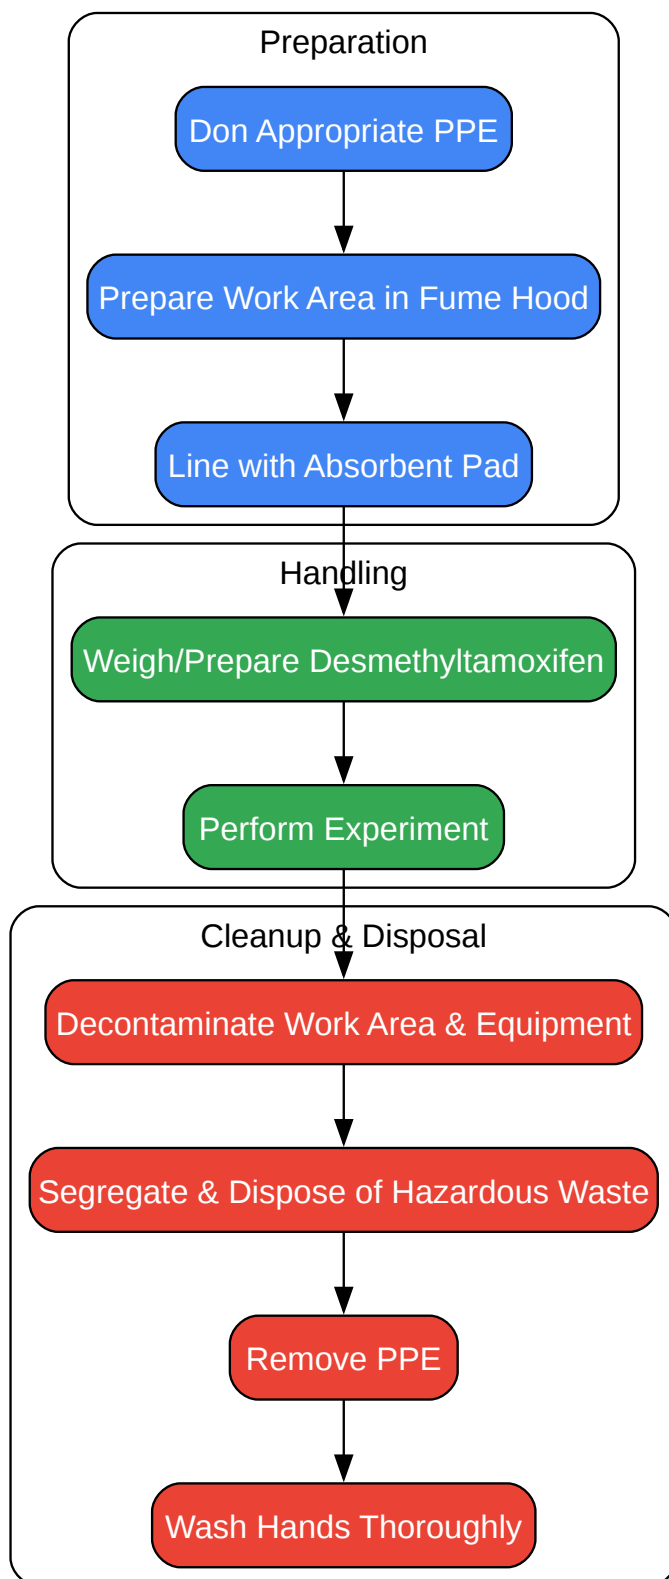 Preparation
Don Appropriate PPE
Prepare Work Area in Fume Hood
Line with Absorbent Pad
Handling
Weigh/Prepare Desmethyltamoxifen
Perform Experiment
Cleanup & Disposal
Decontaminate Work Area & Equipment
Segregate & Dispose of Hazardous Waste
Remove PPE
Wash Hands Thoroughly